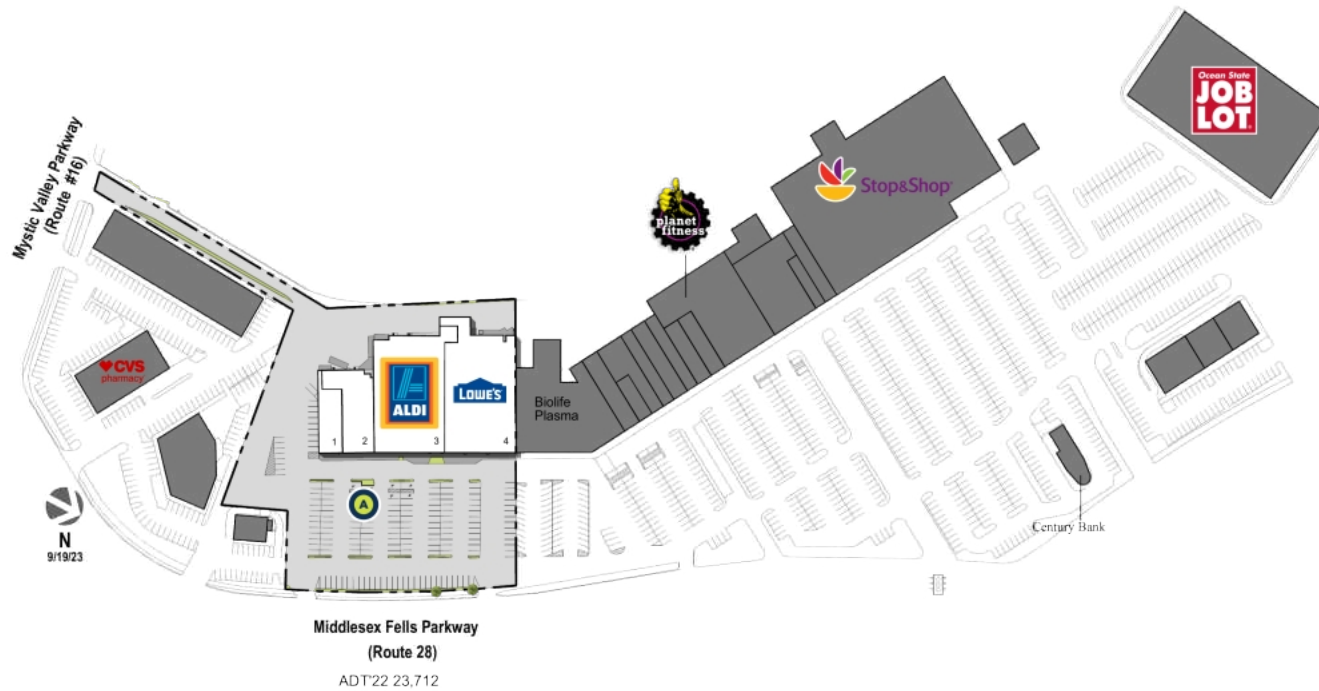 Ocean State
JOB
LOT
Mystic Valley Parkway
(Route #16)
planet
fitness
Stop&Shop
CVS
pharmacy
ALDI
LOWE'S
Biolife
Plasma
1
2
3
4
A
N
9/19/23
Century Bank
Middlesex Fells Parkway
(Route 28)
ADT'22 23,712